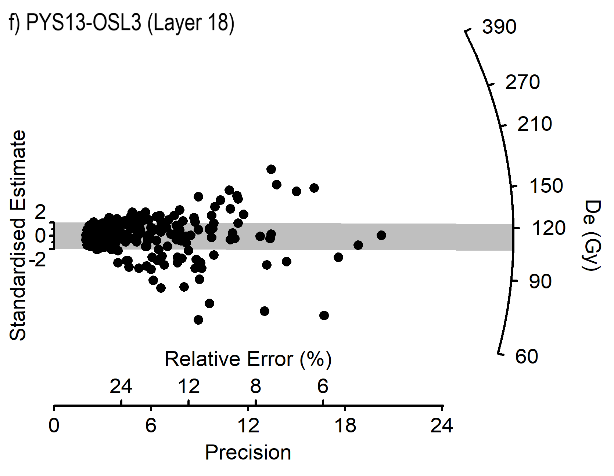 f) PYS13-OSL3 (Layer 18)
390
270
210
150
120
90
60
De (Gy)
Standardised Estimate
2
0
-2
Relative Error (%)
24 12 8 6
0 6 12 18 24
Precision